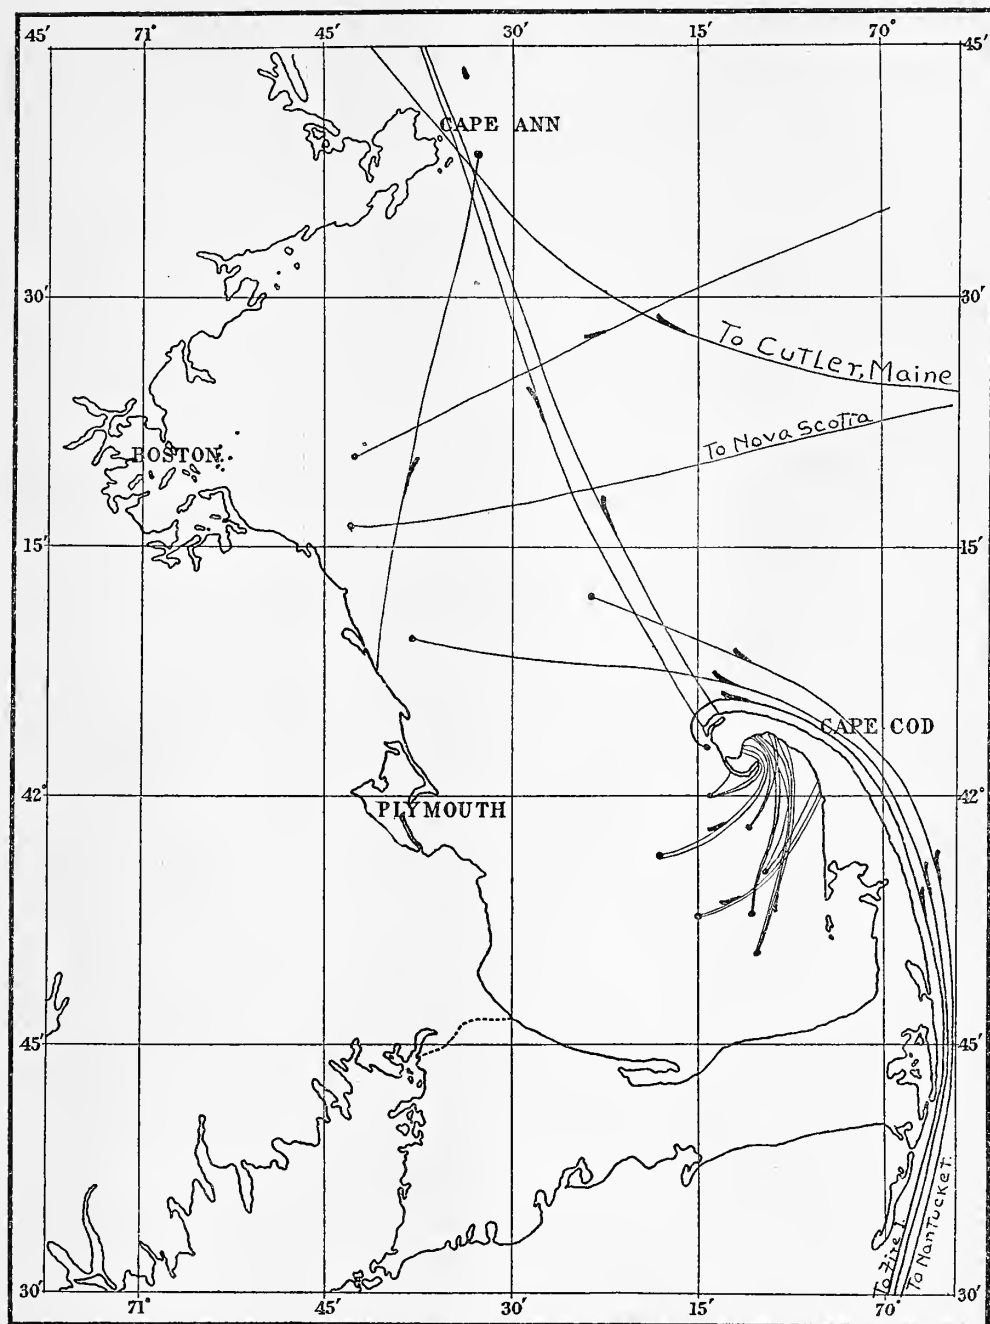 45' 71° 45' 30' 70° 45'
CAPE ANN
30' 30'
To CUTLer, Maine
To Nova Scotia
BOSTON
15' 15'
CAPE COD
42° 42°
PLYMOUTH
45' 45'
To Fire I.
To NanTuckeT.
30' 30'
71° 45' 30' 15' 70°